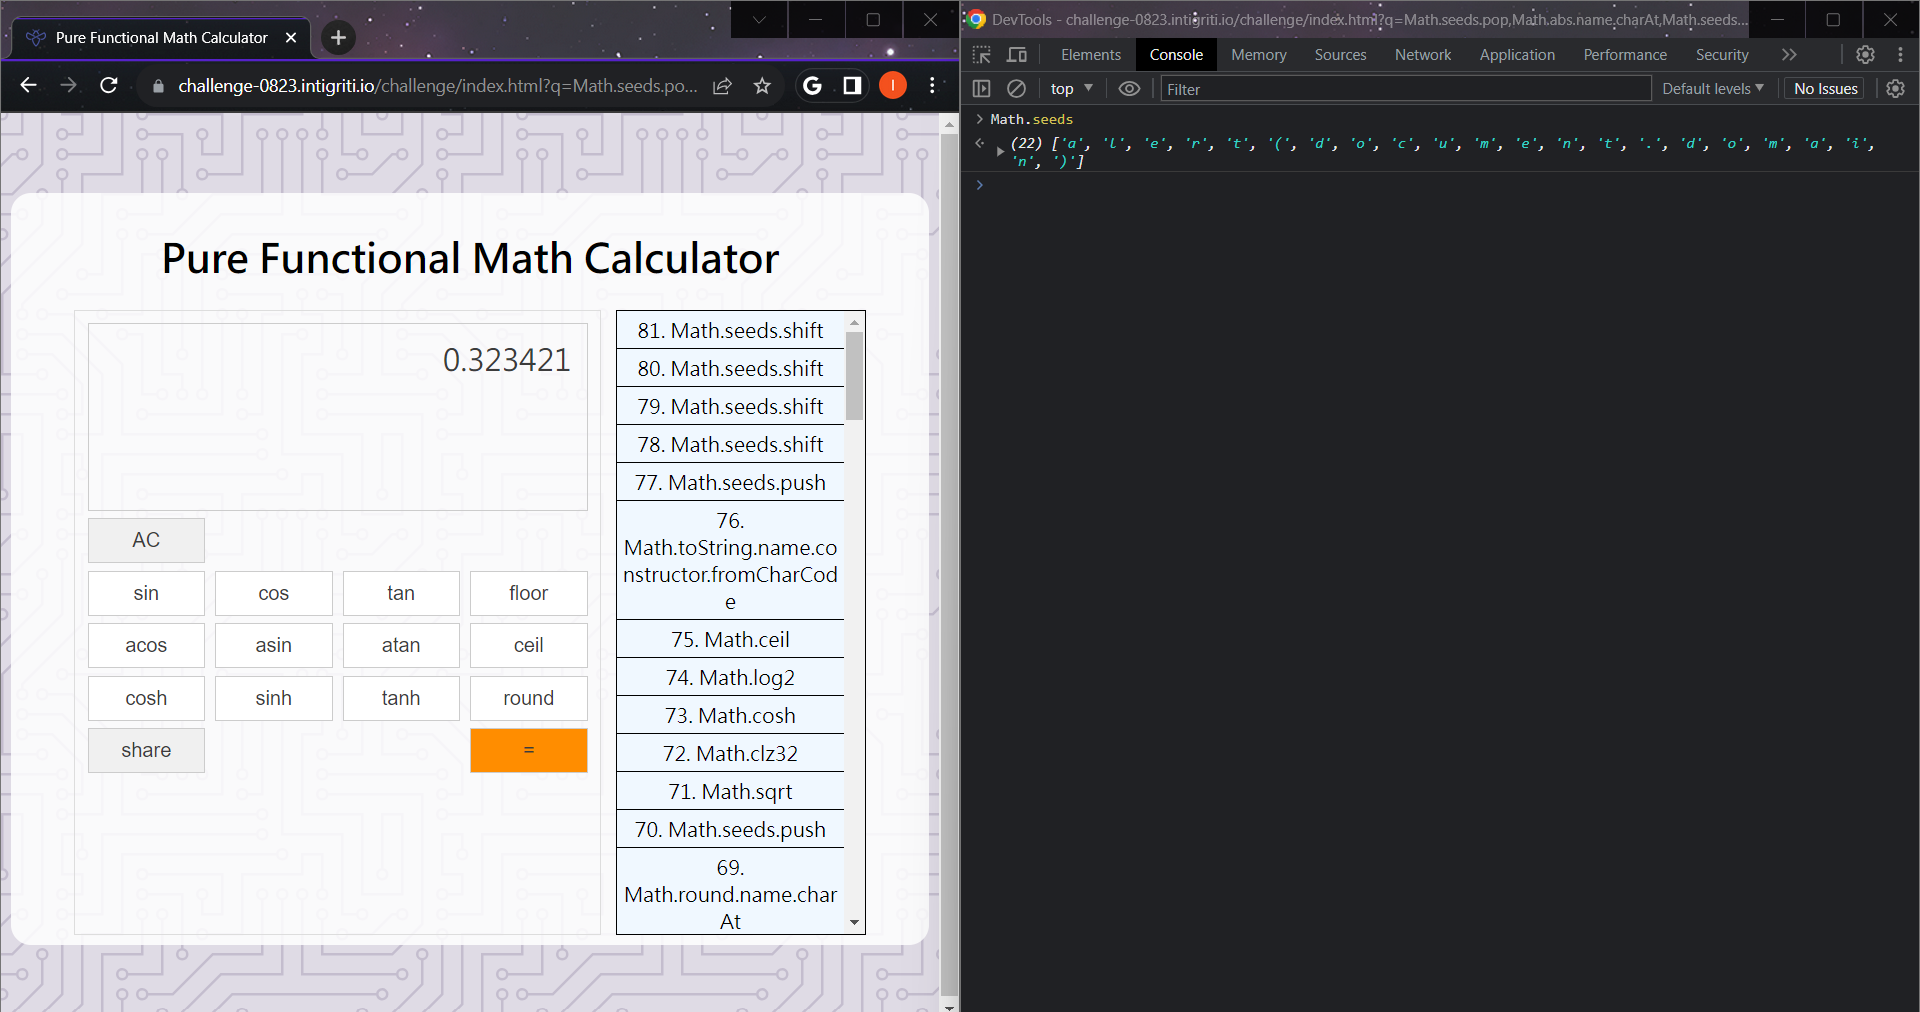 Pure Functional Math Calculator
challenge-0823.intigriti.io/challenge/index.html?q=Math.seeds.po...
G
I
Pure Functional Math Calculator
0.323421
AC
sin cos tan floor
acos asin atan ceil
cosh sinh tanh round
share =
81. Math.seeds.shift
80. Math.seeds.shift
79. Math.seeds.shift
78. Math.seeds.shift
77. Math.seeds.push
76.
Math.toString.name.co
nstructor.fromCharCod
e
75. Math.ceil
74. Math.log2
73. Math.cosh
72. Math.clz32
71. Math.sqrt
70. Math.seeds.push
69.
Math.round.name.char
At
DevTools - challenge-0823.intigriti.io/challenge/index.html?q=Math.seeds.pop,Math.abs.name.charAt,Math.seeds...
Elements Console Memory Sources Network Application Performance Security
top Filter Default levels No Issues
Math.seeds
(22) ['a', 'l', 'e', 'r', 't', '(', 'd', 'o', 'c', 'u', 'm', 'e', 'n', 't', '.', 'd', 'o', 'm', 'a', 'i',
'n', ')']